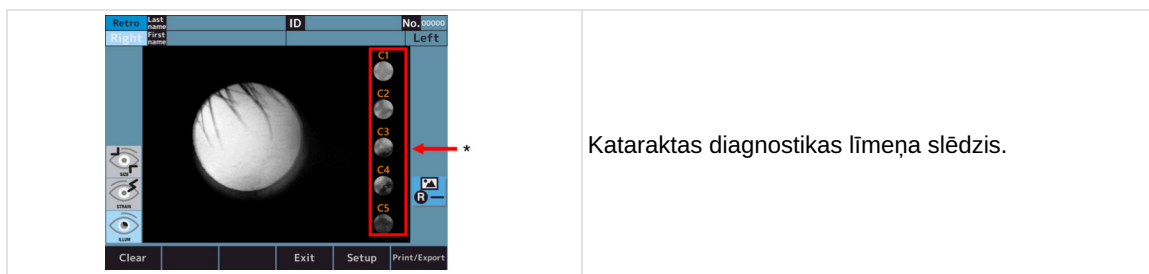 Retro Last name ID No. 00000
Right First name Left
C1
C2
C3
*
C4
C5
SIZE
STRAIN
ILLUM
R
Clear Exit Setup Print/Export
Kataraktas diagnostikas līmeņa slēdzis.